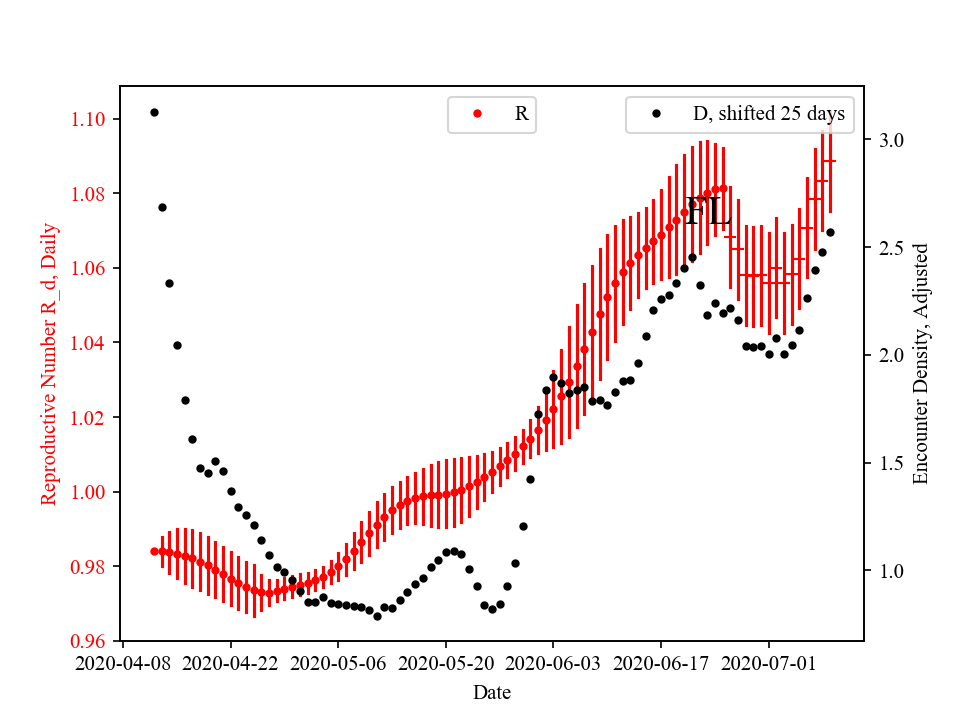 R
D, shifted 25 days
1.10
1.08
1.06
1.04
1.02
1.00
0.98
0.96
Reproductive Number R_d, Daily
FL
3.0
2.5
2.0
1.5
1.0
Encounter Density, Adjusted
2020-04-08 2020-04-22 2020-05-06 2020-05-20 2020-06-03 2020-06-17 2020-07-01
Date